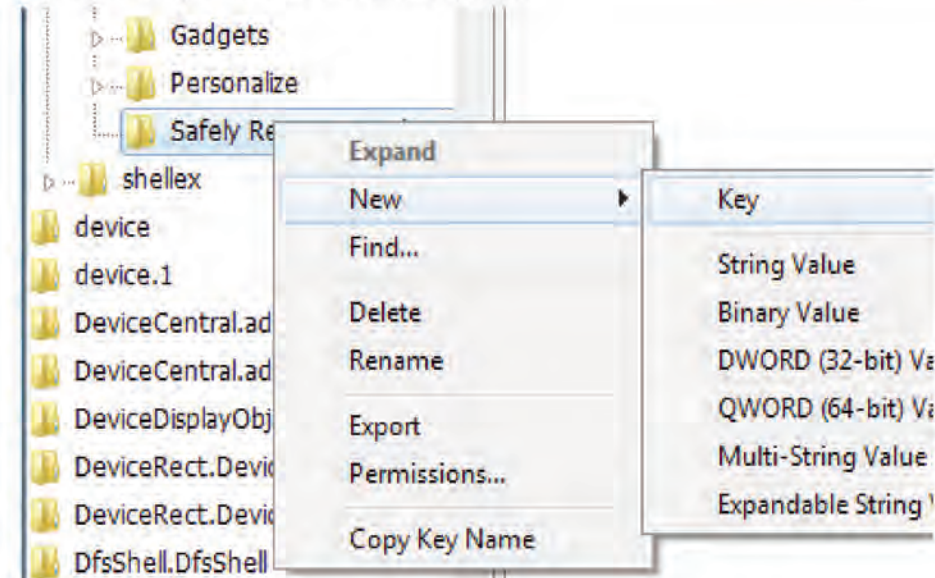 Gadgets
Personalize
Safely Re
shellex
device
device.1
DeviceCentral.ad
DeviceCentral.ad
DeviceDisplayObj
DeviceRect.Devic
DeviceRect.Devic
DfsShell.DfsShell
Expand
New
Find...
Delete
Rename
Export
Permissions...
Copy Key Name
Key
String Value
Binary Value
DWORD (32-bit) Va
QWORD (64-bit) Va
Multi-String Value
Expandable String